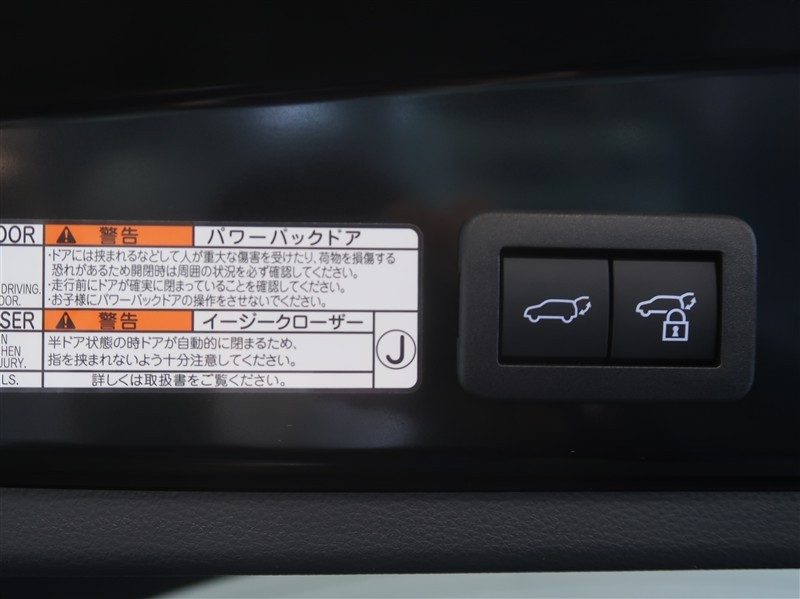 OOR ⚠ 警告 パワーバックドア
・ドアには挟まれるなどして人が重大な傷害を受けたり、荷物を損傷する
恐れがあるため開閉時は周囲の状況を必ず確認してください。
DRIVING. ・走行前にドアが確実に閉まっていることを確認してください。
OOR. ・お子様にパワーバックドアの操作をさせないでください。
SER ⚠ 警告 イージークローザー
N 半ドア状態の時ドアが自動的に閉まるため、
HEN 指を挟まれないよう十分注意してください。
JURY.
LS. 詳しくは取扱書をご覧ください。
J